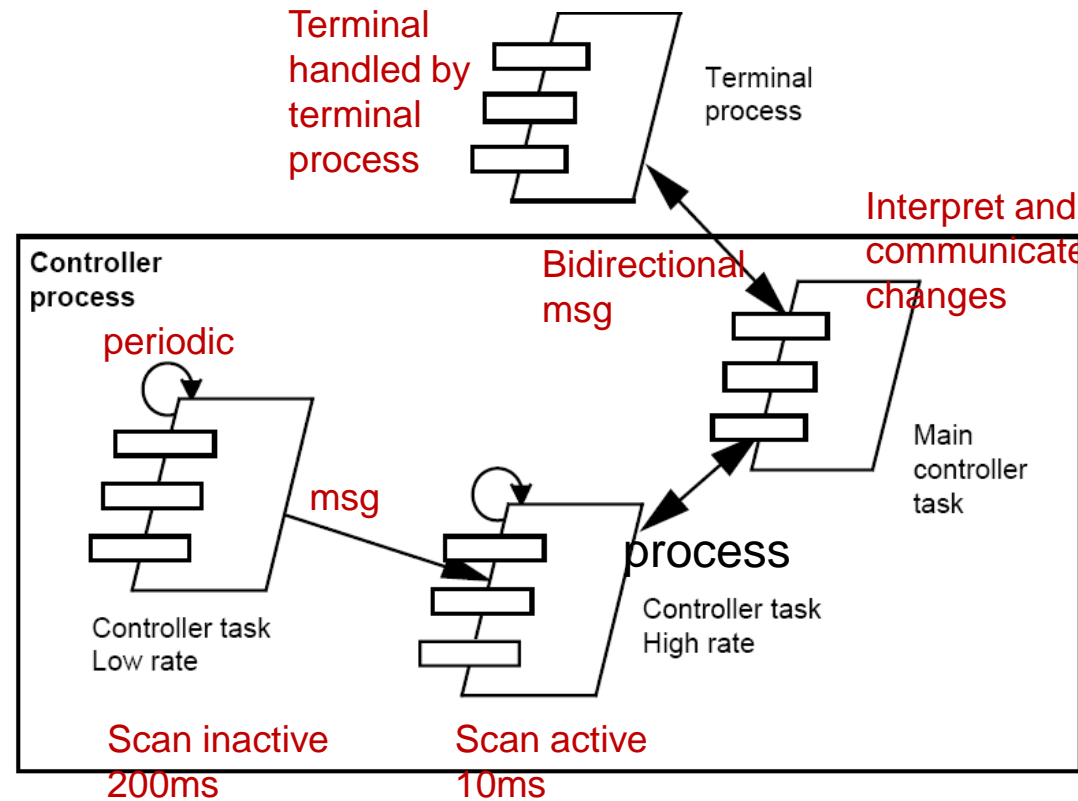 Terminal
handled by
terminal
process
Terminal
process
Interpret and
communicate
changes
Controller
process
Bidirectional
msg
periodic
msg
Main
controller
task
process
Controller task
Low rate
Controller task
High rate
Scan inactive
200ms
Scan active
10ms